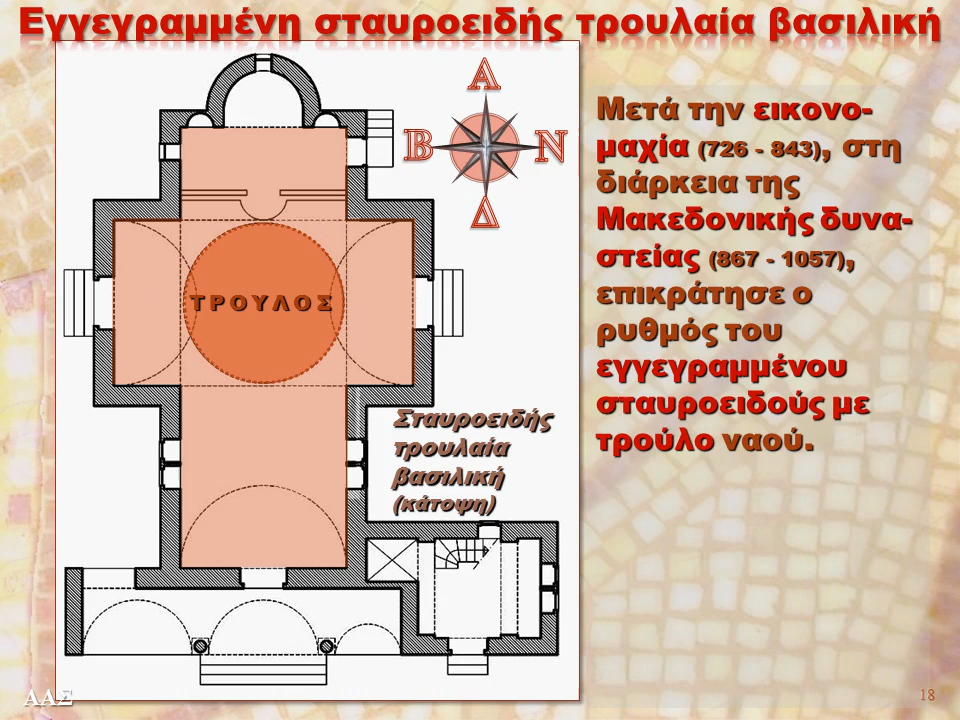 Εγγεγραμμένη σταυροειδής τρουλαία βασιλική
Α
Β Ν
Δ
ΤΡΟΥΛΟΣ
Σταυροειδής
τρουλαία
βασιλική
(κάτοψη)
Μετά την εικονο-
μαχία (726 - 843), στη
διάρκεια της
Μακεδονικής δυνα-
στείας (867 - 1057),
επικράτησε ο
ρυθμός του
εγγεγραμμένου
σταυροειδούς με
τρούλο ναού.
ΑΑΣ
18